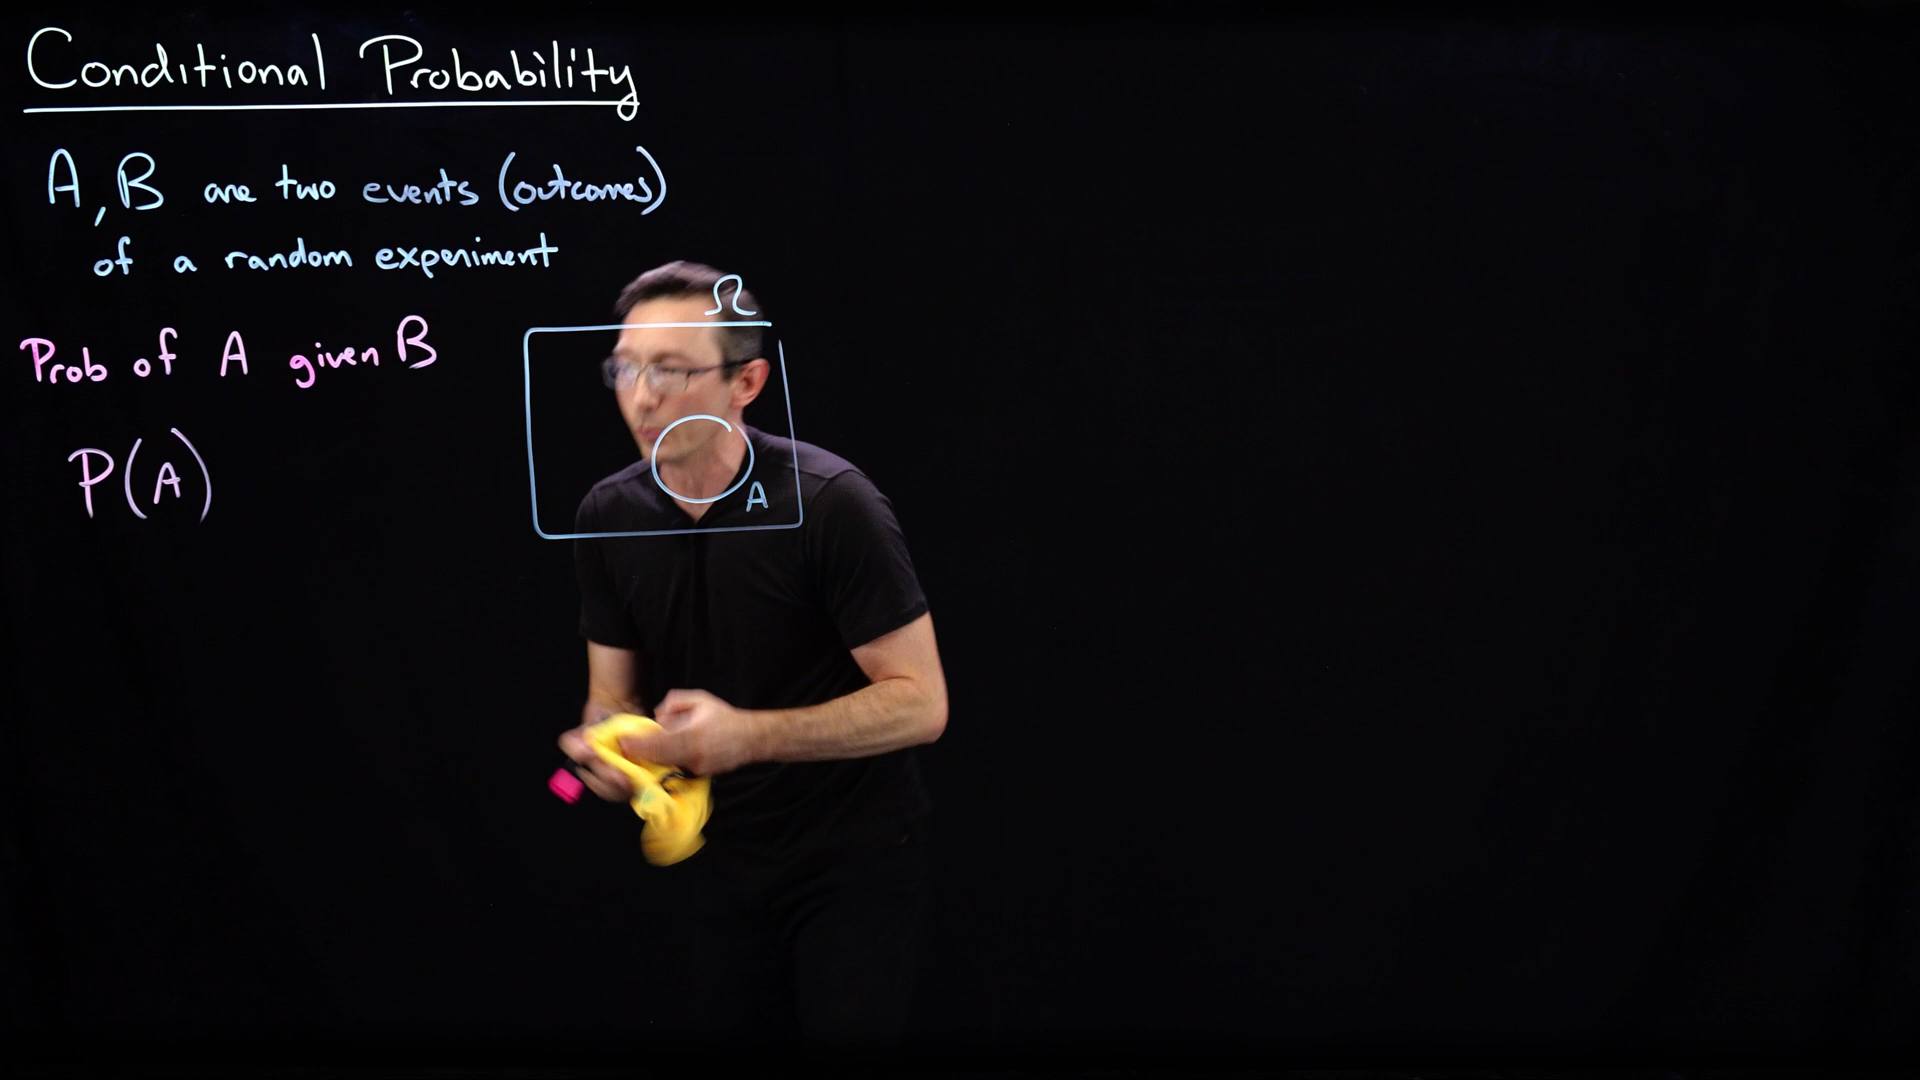 Conditional Probability
A, B are two events (outcomes)
of a random experiment
Prob of A given B
P(A)
Ω
A